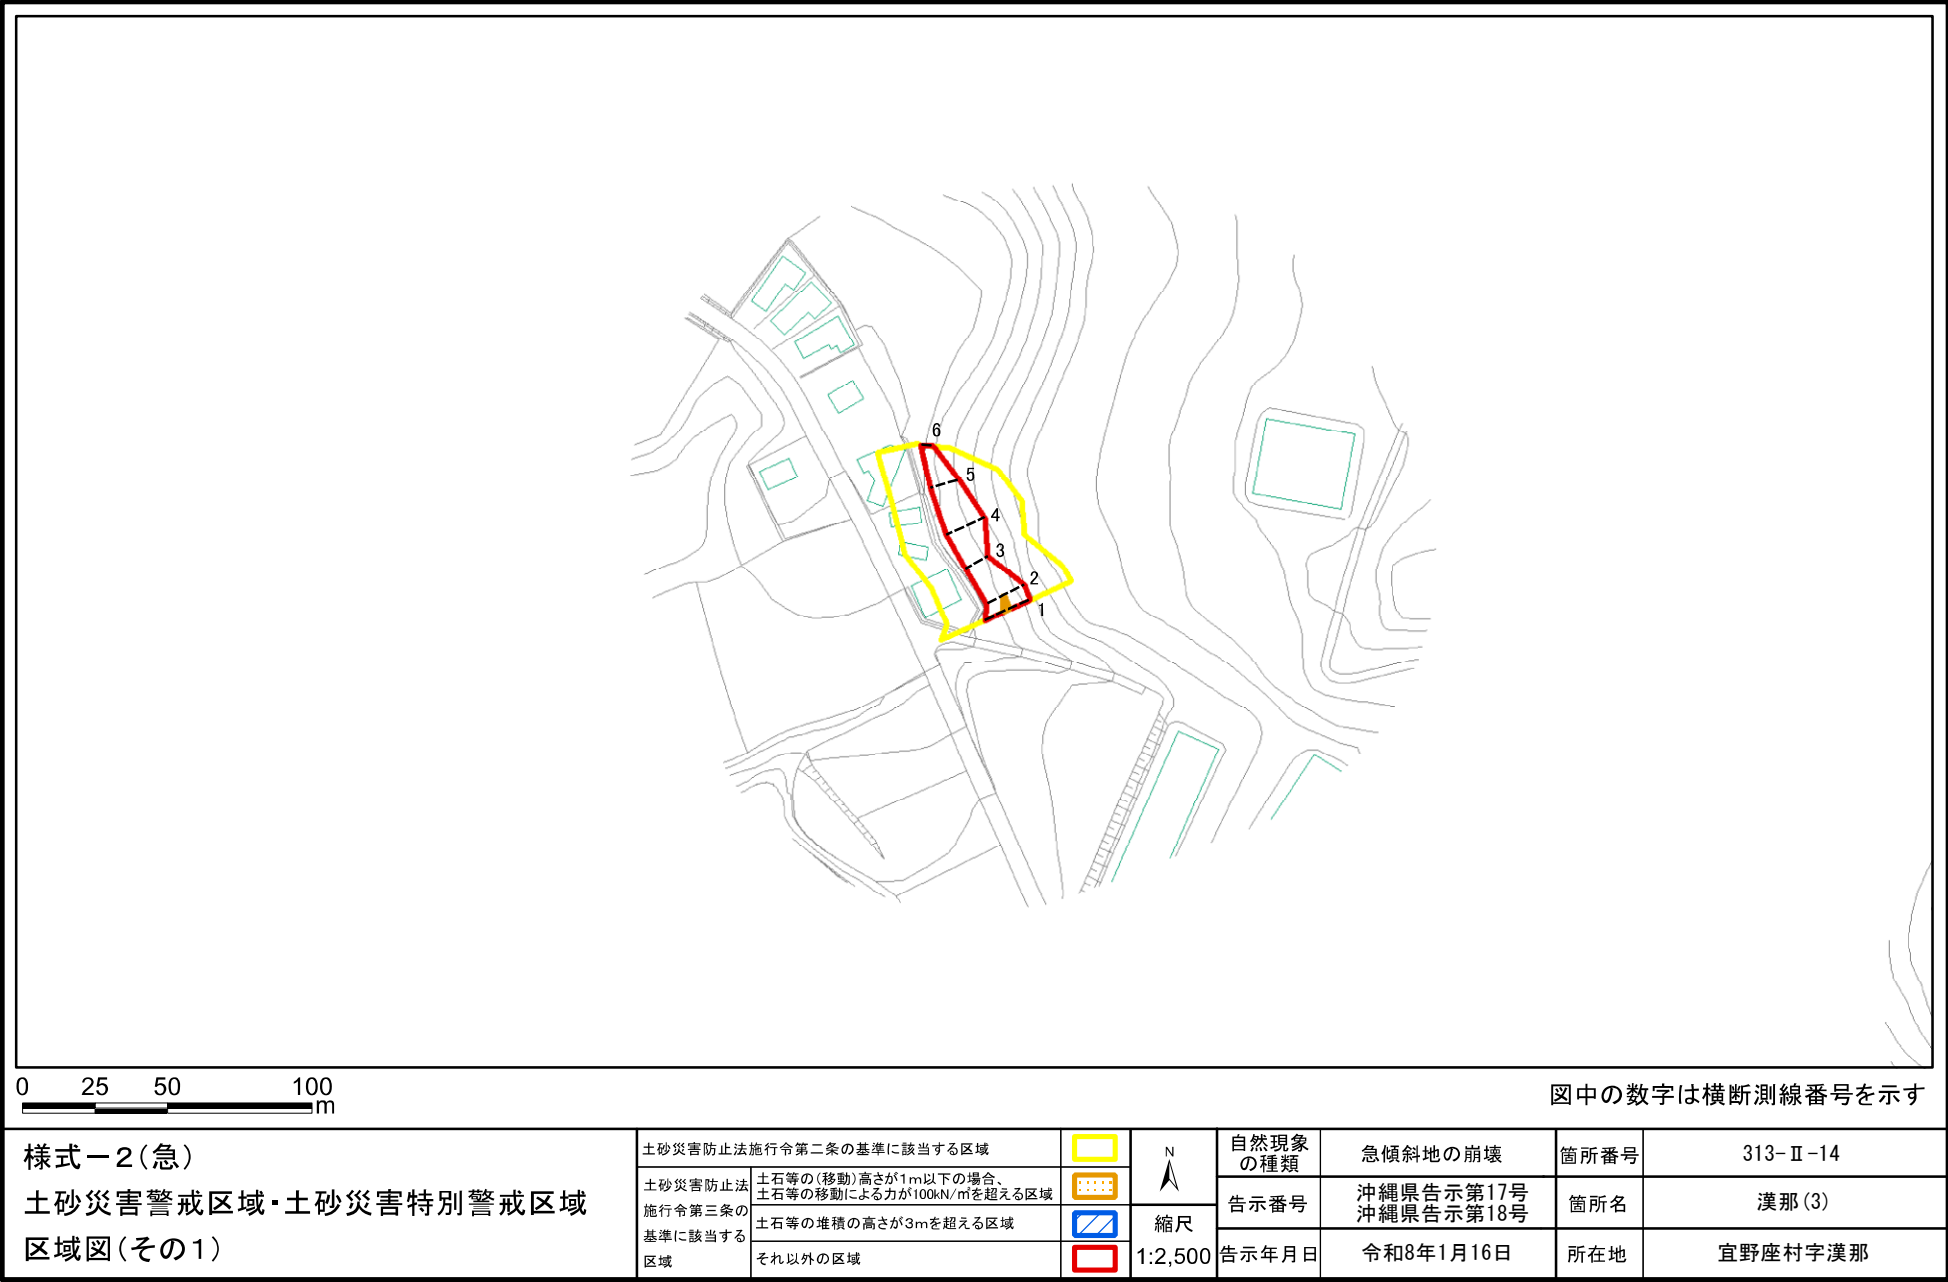 6
5
4
3
2
1
0 25 50 100
m
図中の数字は横断測線番号を示す
様式－2(急)
土砂災害警戒区域・土砂災害特別警戒区域
区域図(その1)
土砂災害防止法施行令第二条の基準に該当する区域
土砂災害防止法
施行令第三条の
基準に該当する
区域
土石等の(移動)高さが1m以下の場合、
土石等の移動による力が100kN/㎡を超える区域
土石等の堆積の高さが3mを超える区域
それ以外の区域
N
縮尺
1:2,500
自然現象
の種類
急傾斜地の崩壊
箇所番号
313-Ⅱ-14
告示番号
沖縄県告示第17号
沖縄県告示第18号
箇所名
漢那(3)
告示年月日
令和8年1月16日
所在地
宜野座村字漢那